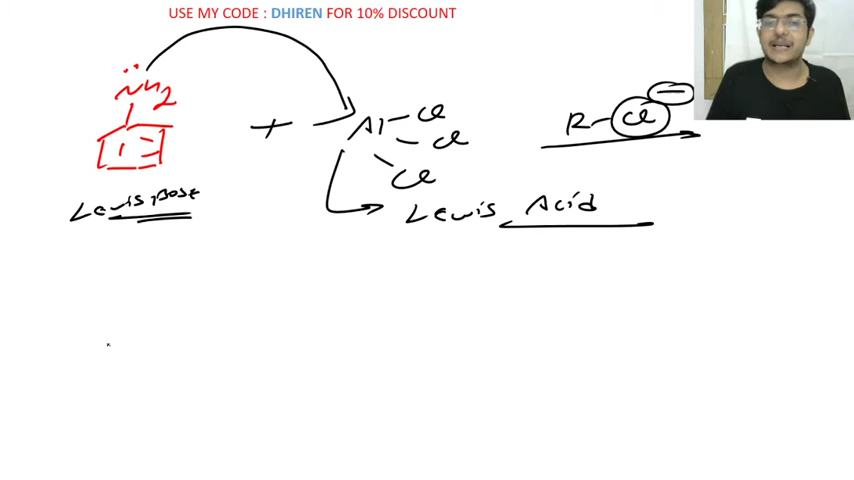 USE MY CODE : DHIREN FOR 10% DISCOUNT
NH2
+
Al
Cl
Cl
Cl
R-Cl
Lewis Base
Lewis Acid